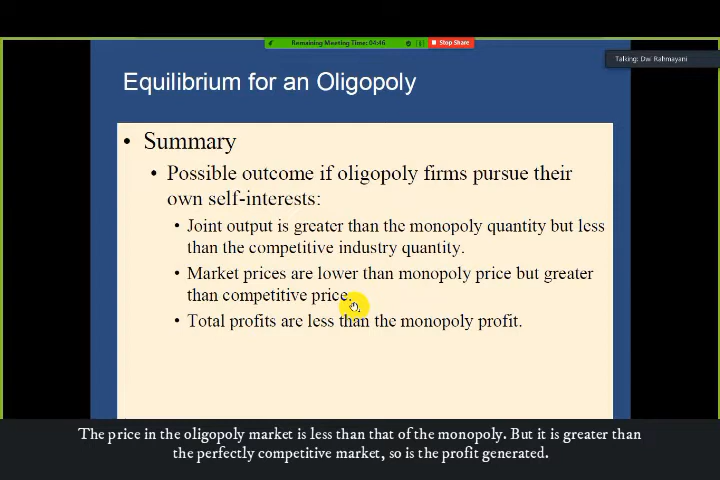 Remaining Meeting Time: 04:46
Stop Share
Talking: Dwi Rahmayani
Equilibrium for an Oligopoly
• Summary
• Possible outcome if oligopoly firms pursue their
own self-interests:
• Joint output is greater than the monopoly quantity but less
than the competitive industry quantity.
• Market prices are lower than monopoly price but greater
than competitive price.
• Total profits are less than the monopoly profit.
The price in the oligopoly market is less than that of the monopoly. But it is greater than
the perfectly competitive market, so is the profit generated.